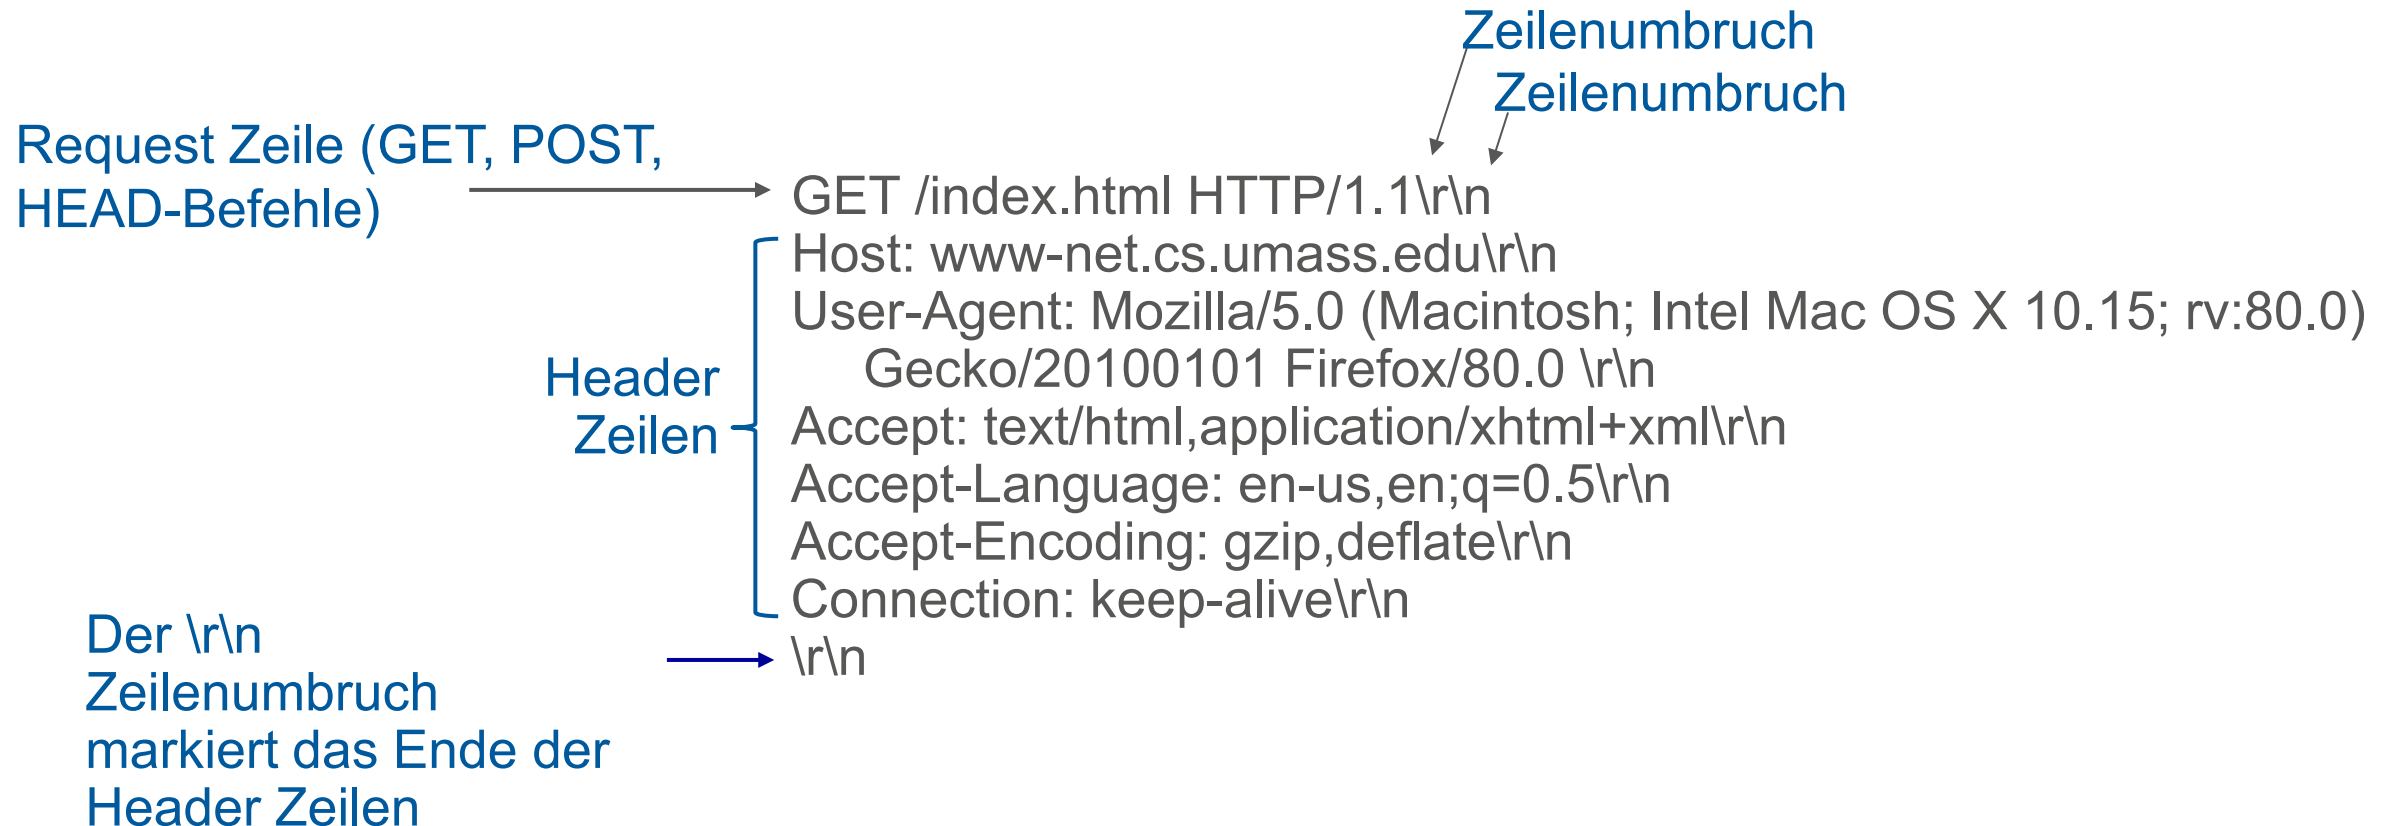 Zeilenumbruch
Zeilenumbruch
Request Zeile (GET, POST,
HEAD-Befehle)
GET /index.html HTTP/1.1\r\n
Host: www-net.cs.umass.edu\r\n
User-Agent: Mozilla/5.0 (Macintosh; Intel Mac OS X 10.15; rv:80.0)
Gecko/20100101 Firefox/80.0 \r\n
Accept: text/html,application/xhtml+xml\r\n
Accept-Language: en-us,en;q=0.5\r\n
Accept-Encoding: gzip,deflate\r\n
Connection: keep-alive\r\n
\r\n
Header
Zeilen
Der \r\n
Zeilenumbruch
markiert das Ende der
Header Zeilen